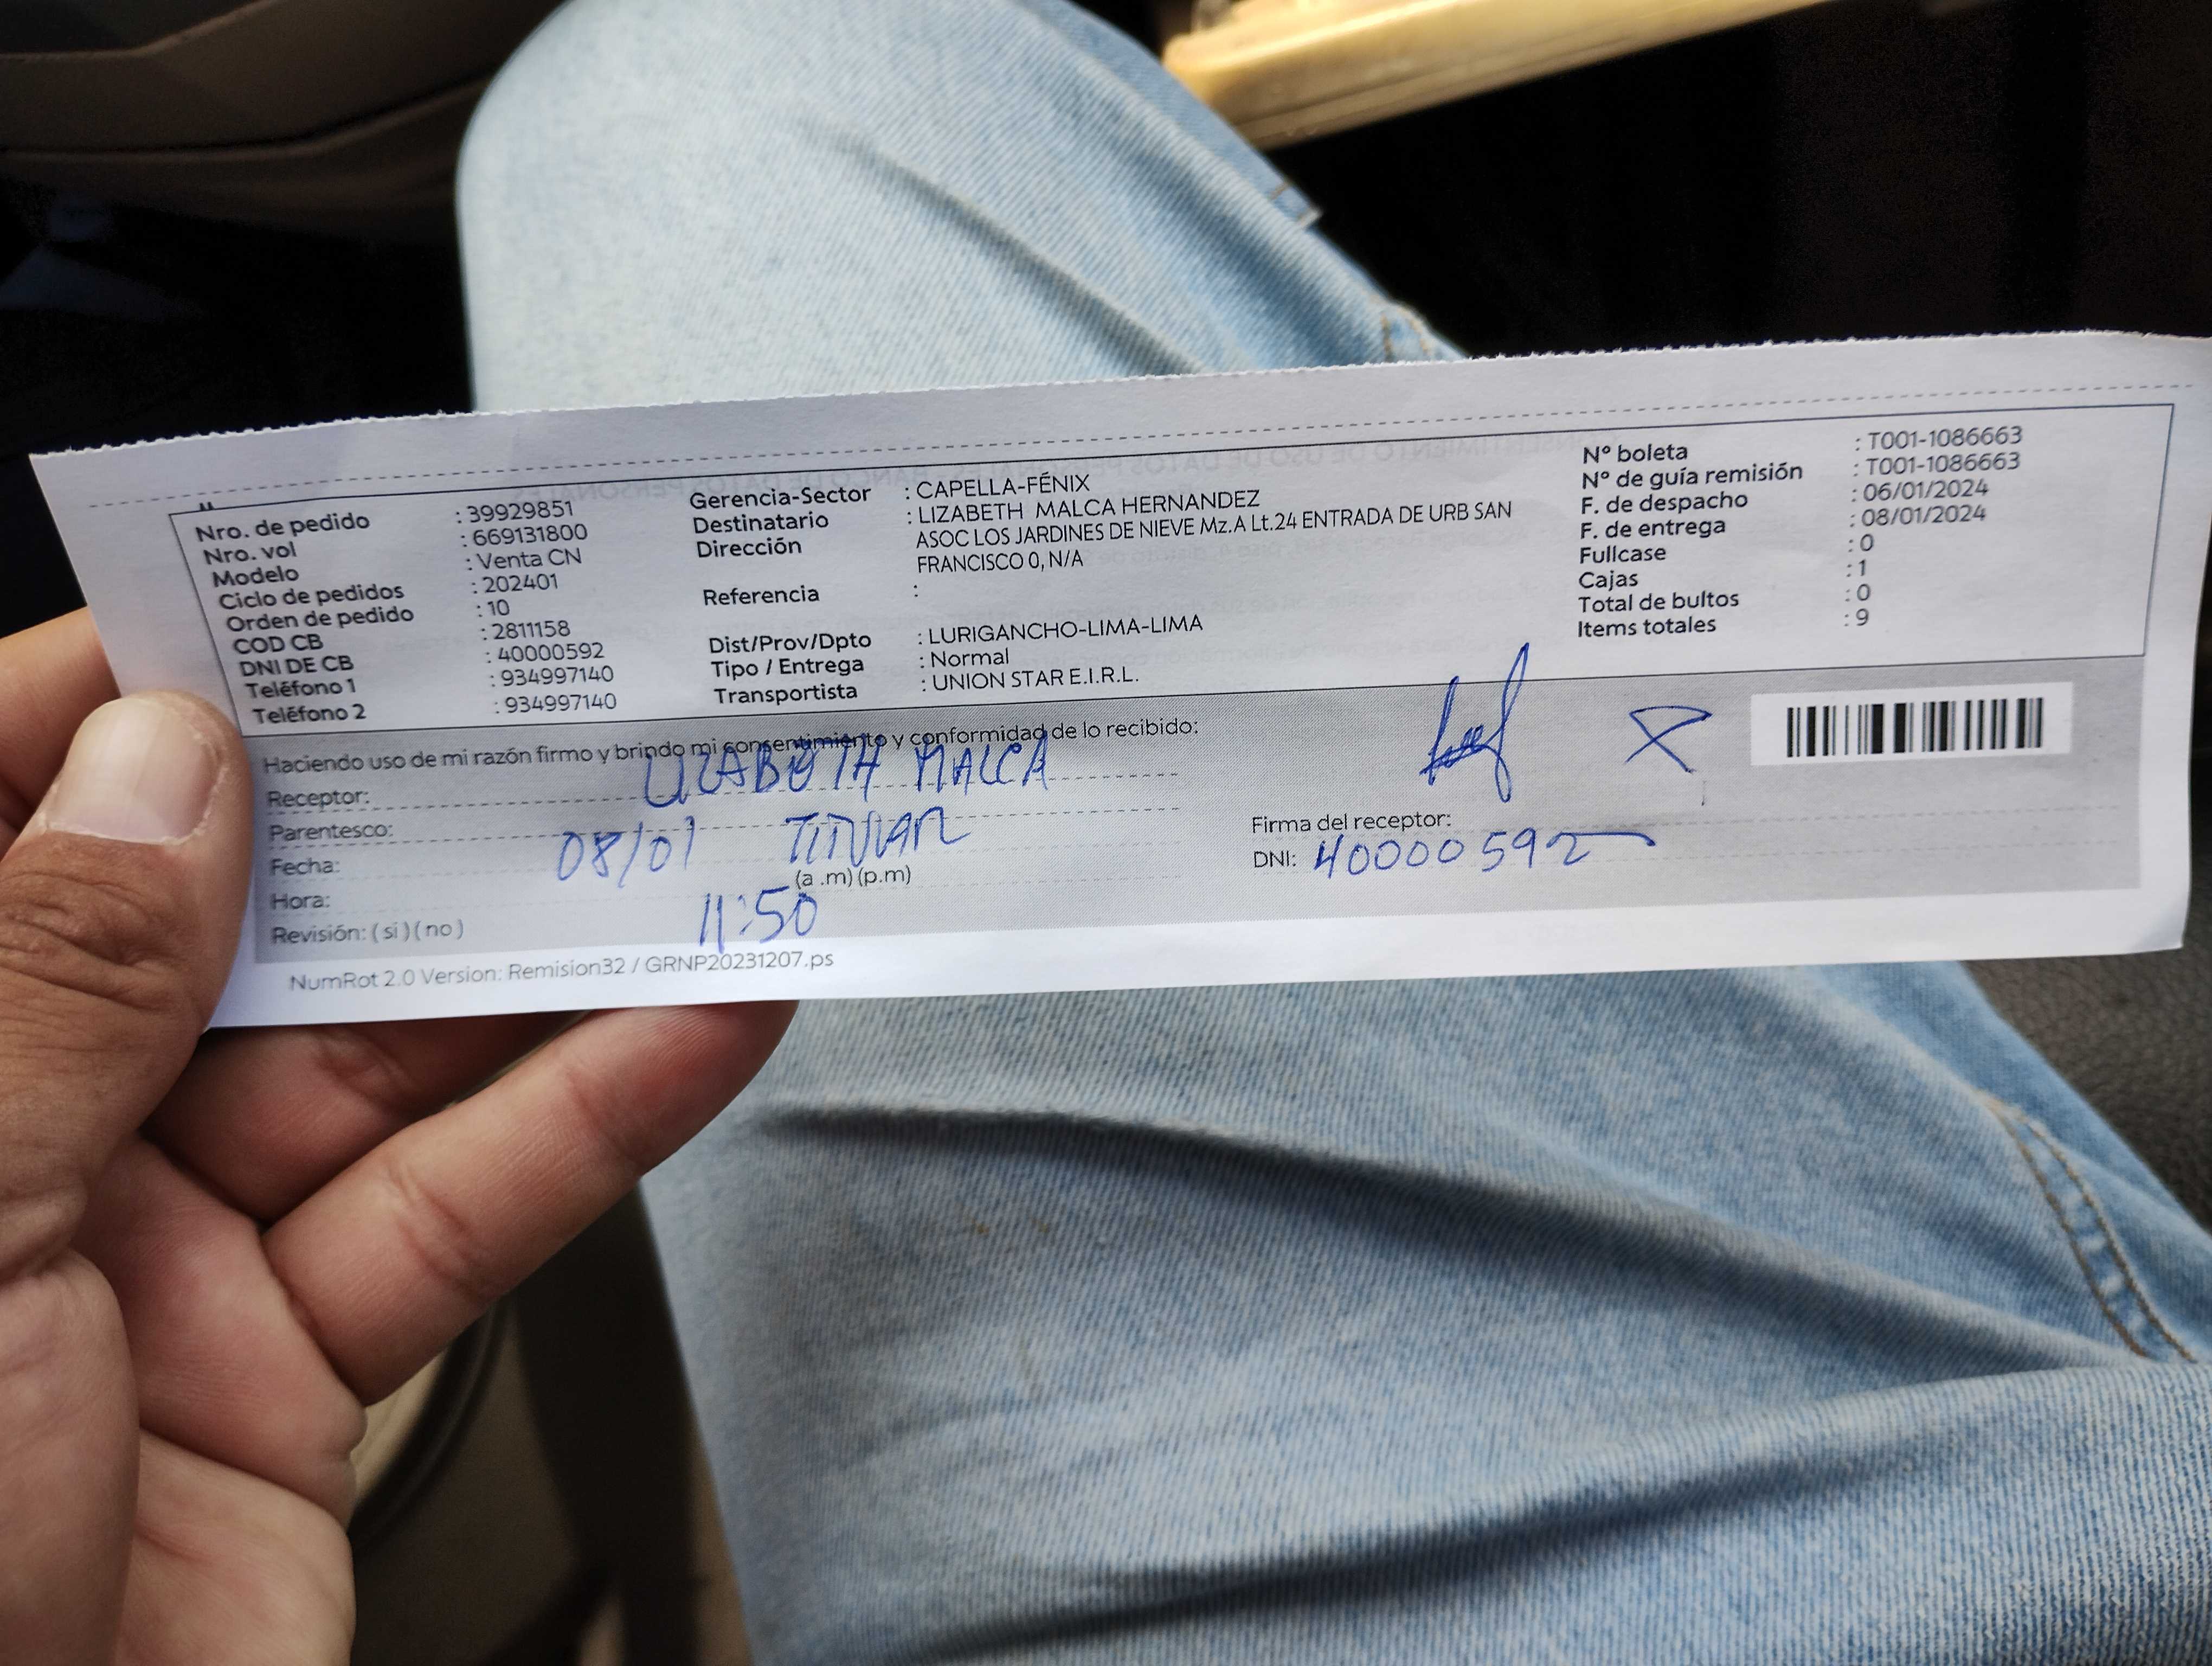 Nro. de pedido : 39929851
Nro. vol : 669131800
Modelo : Venta CN
Ciclo de pedidos : 202401
Orden de pedido : 10
COD CB : 2811158
DNI DE CB : 40000592
Teléfono 1 : 934997140
Teléfono 2 : 934997140
Gerencia-Sector : CAPELLA-FÉNIX
Destinatario : LIZABETH MALCA HERNANDEZ
Dirección ASOC LOS JARDINES DE NIEVE Mz.A Lt.24 ENTRADA DE URB SAN
FRANCISCO 0, N/A
Referencia :
Dist/Prov/Dpto : LURIGANCHO-LIMA-LIMA
Tipo / Entrega : Normal
Transportista : UNION STAR E.I.R.L.
Nº boleta : T001-1086663
Nº de guía remisión : T001-1086663
F. de despacho : 06/01/2024
F. de entrega : 08/01/2024
Fullcase : 0
Cajas : 1
Total de bultos : 0
Items totales : 9
Haciendo uso de mi razón firmo y brindo mi consentimiento y conformidad de lo recibido:
Receptor: LIZABETH MALCA
Parentesco: TITULAR
Fecha: 08/01
(a .m) (p.m)
Hora: 11:50
Revisión: ( si ) ( no )
Firma del receptor:
DNI: 40000592
NumRot 2.0 Version: Remision32 / GRNP20231207.ps